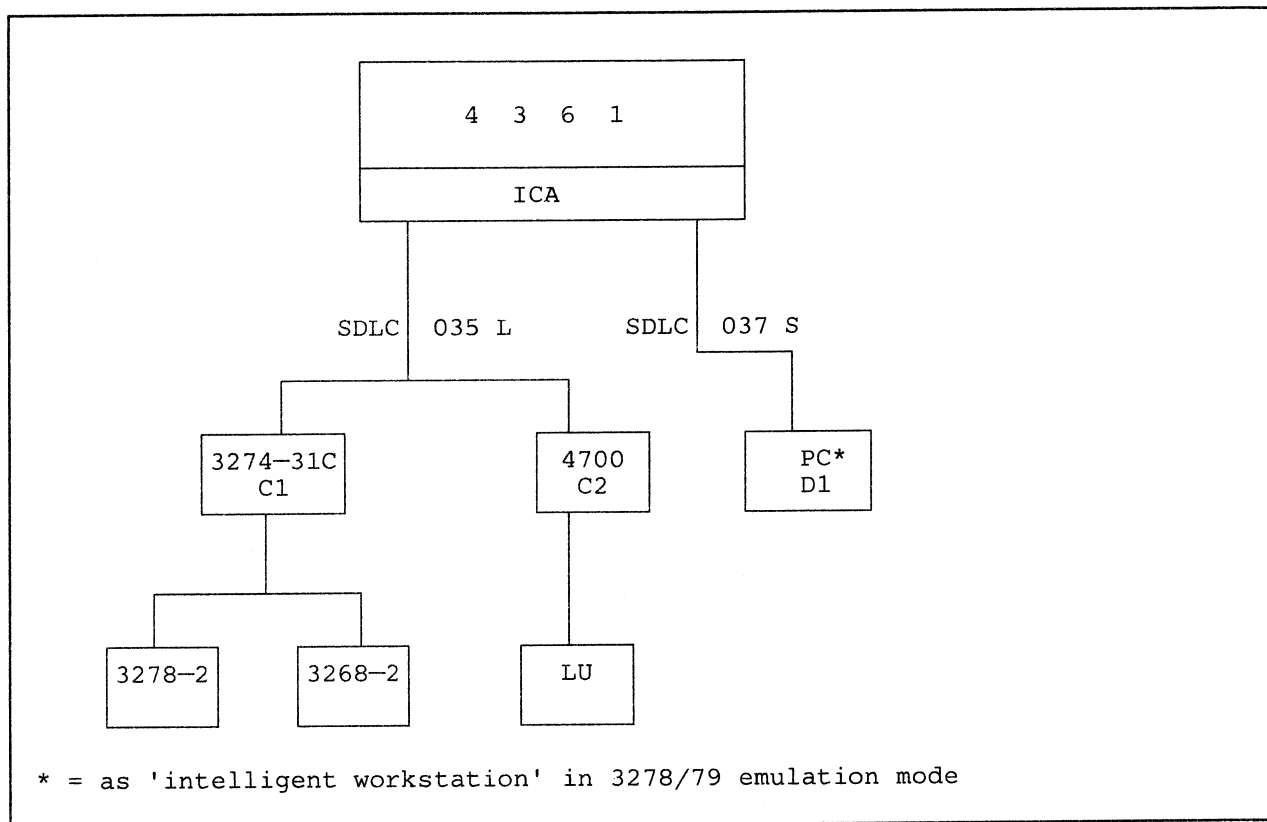 4 3 6 1
ICA
SDLC 035 L
SDLC 037 S
3274—31C
C1
4700
C2
PC*
D1
3278—2
3268—2
LU
* = as 'intelligent workstation' in 3278/79 emulation mode